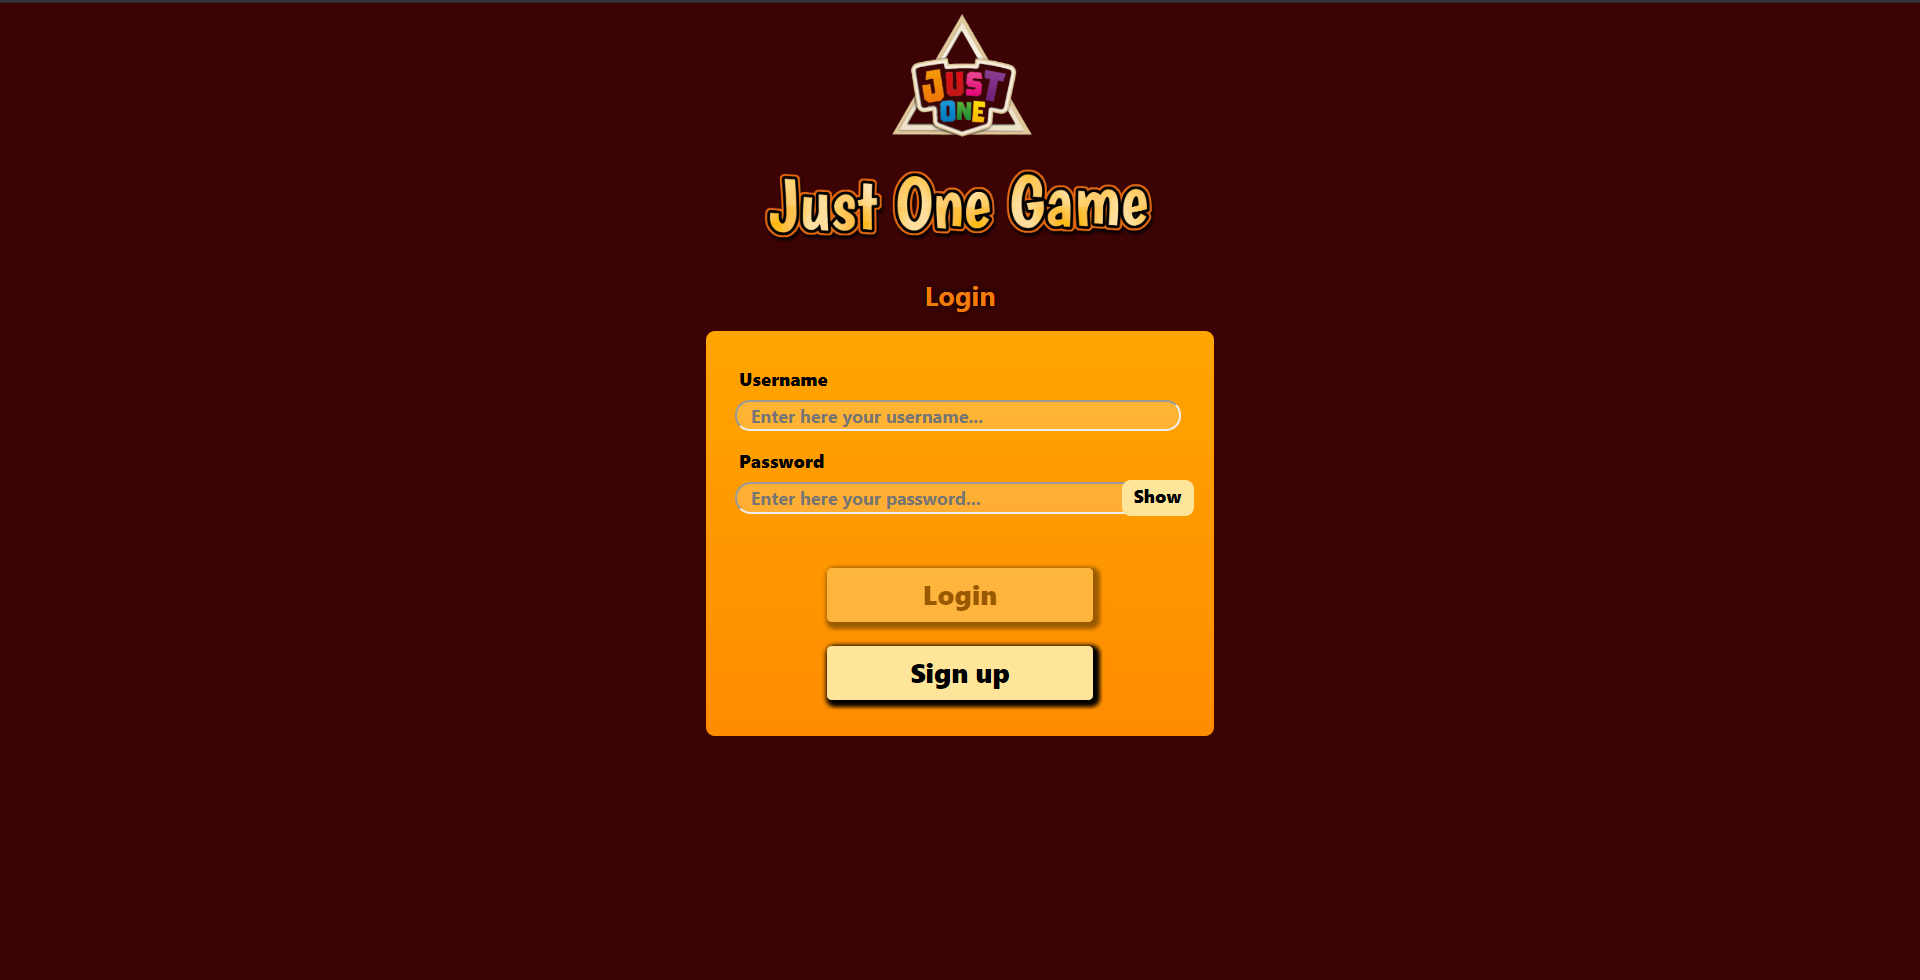 JUST
ONE
Just One Game
Login
Username
Enter here your username...
Password
Enter here your password...
Show
Login
Sign up